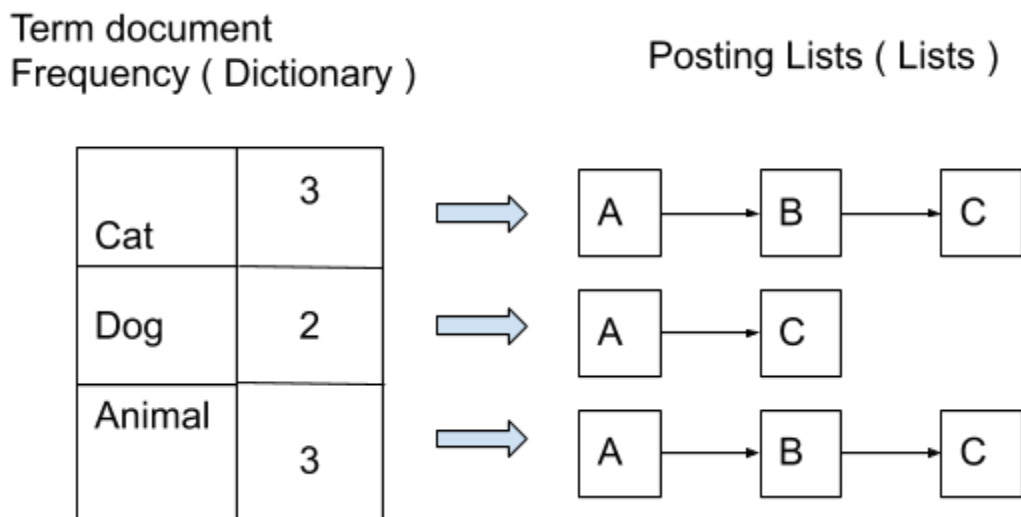 Term document
Frequency ( Dictionary )
Posting Lists ( Lists )
Cat 3
A B C
Dog 2
A C
Animal 3
A B C